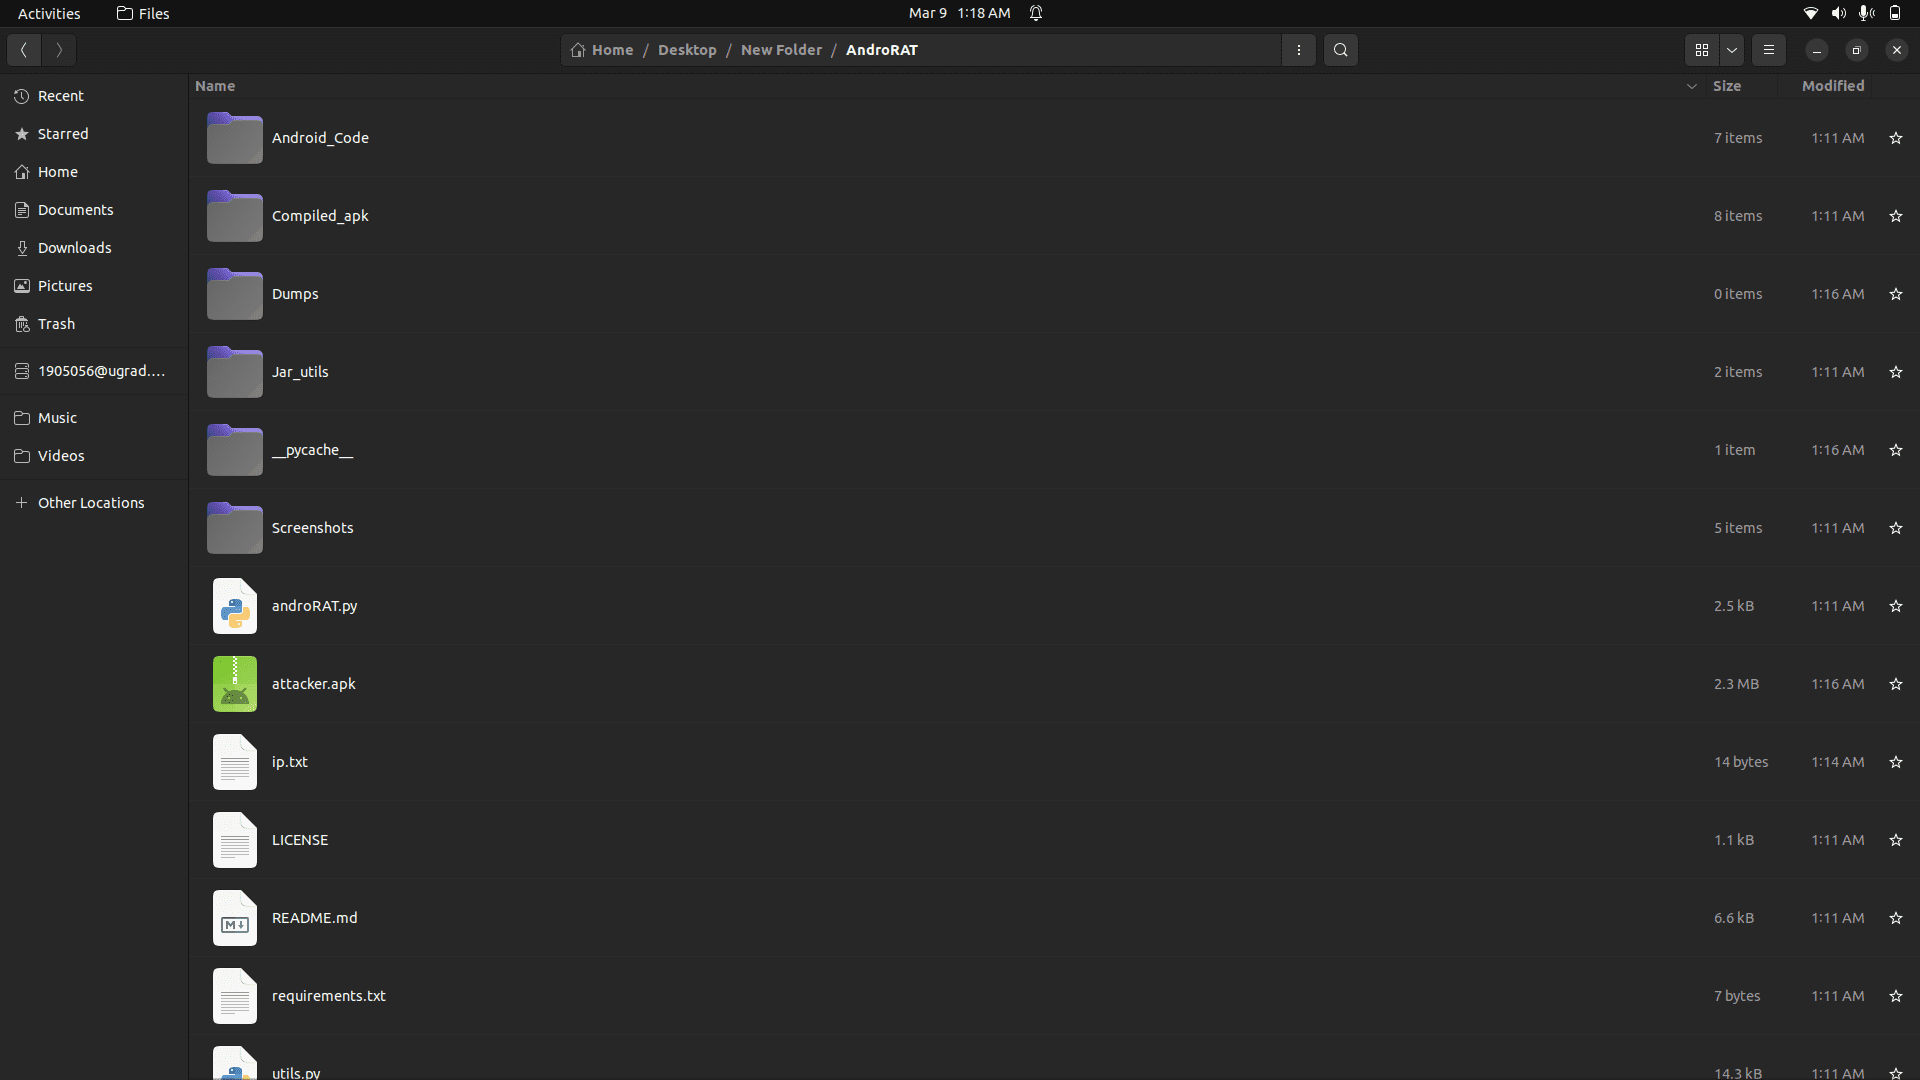 Activities Files Mar 9 1:18 AM
Home / Desktop / New Folder / AndroRAT
Name Size Modified
Recent
Starred
Home
Documents
Downloads
Pictures
Trash
1905056@ugrad....
Music
Videos
Other Locations
Android_Code 7 items 1:11 AM
Compiled_apk 8 items 1:11 AM
Dumps 0 items 1:16 AM
Jar_utils 2 items 1:11 AM
__pycache__ 1 item 1:16 AM
Screenshots 5 items 1:11 AM
androRAT.py 2.5 kB 1:11 AM
attacker.apk 2.3 MB 1:16 AM
ip.txt 14 bytes 1:14 AM
LICENSE 1.1 kB 1:11 AM
README.md 6.6 kB 1:11 AM
requirements.txt 7 bytes 1:11 AM
utils.py 14.3 kB 1:11 AM